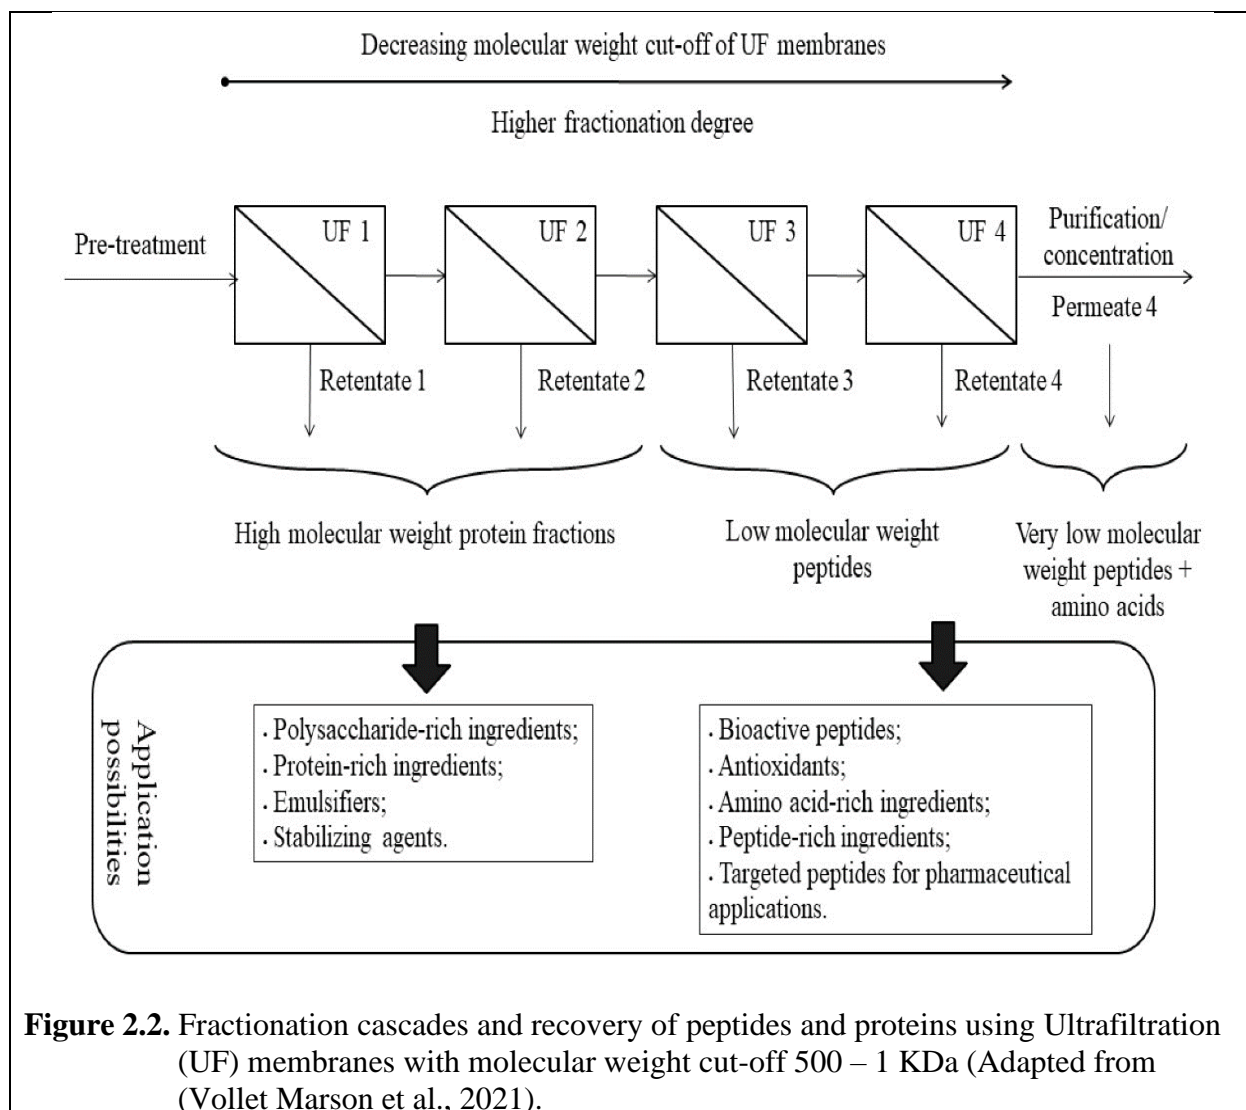 Decreasing molecular weight cut-off of UF membranes
Higher fractionation degree
Pre-treatment
UF 1
UF 2
UF 3
UF 4
Purification/
concentration
Permeate 4
Retentate 1
Retentate 2
Retentate 3
Retentate 4
High molecular weight protein fractions
Low molecular weight
peptides
Very low molecular
weight peptides +
amino acids
Application
possibilities
. Polysaccharide-rich ingredients;
. Protein-rich ingredients;
. Emulsifiers;
. Stabilizing agents.
. Bioactive peptides;
. Antioxidants;
. Amino acid-rich ingredients;
. Peptide-rich ingredients;
. Targeted peptides for pharmaceutical
applications.
Figure 2.2. Fractionation cascades and recovery of peptides and proteins using Ultrafiltration
(UF) membranes with molecular weight cut-off 500 – 1 KDa (Adapted from
(Vollet Marson et al., 2021).